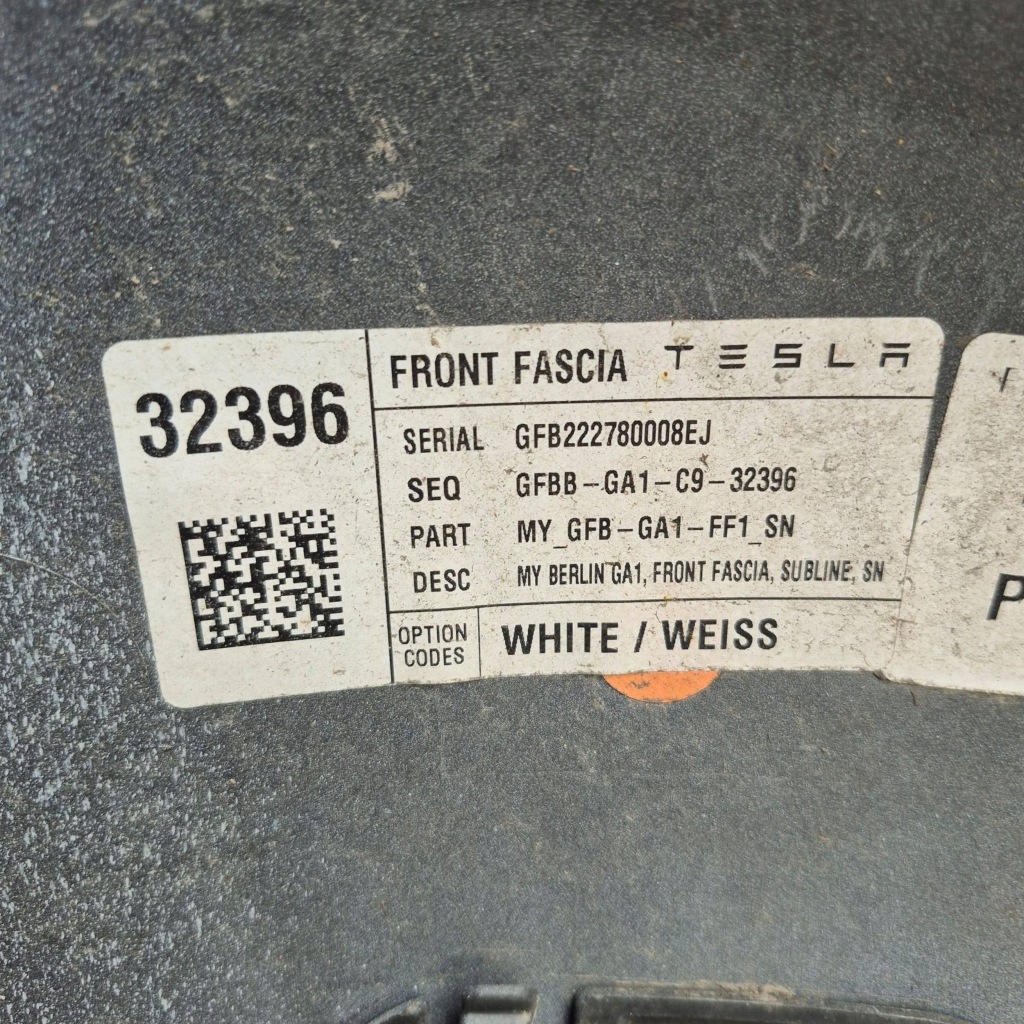 32396
FRONT FASCIA TESLA
SERIAL GFB222780008EJ
SEQ GFBB-GA1-C9-32396
PART MY_GFB-GA1-FF1_SN
DESC MY BERLIN GA1, FRONT FASCIA, SUBLINE, SN
OPTION CODES WHITE / WEISS
P